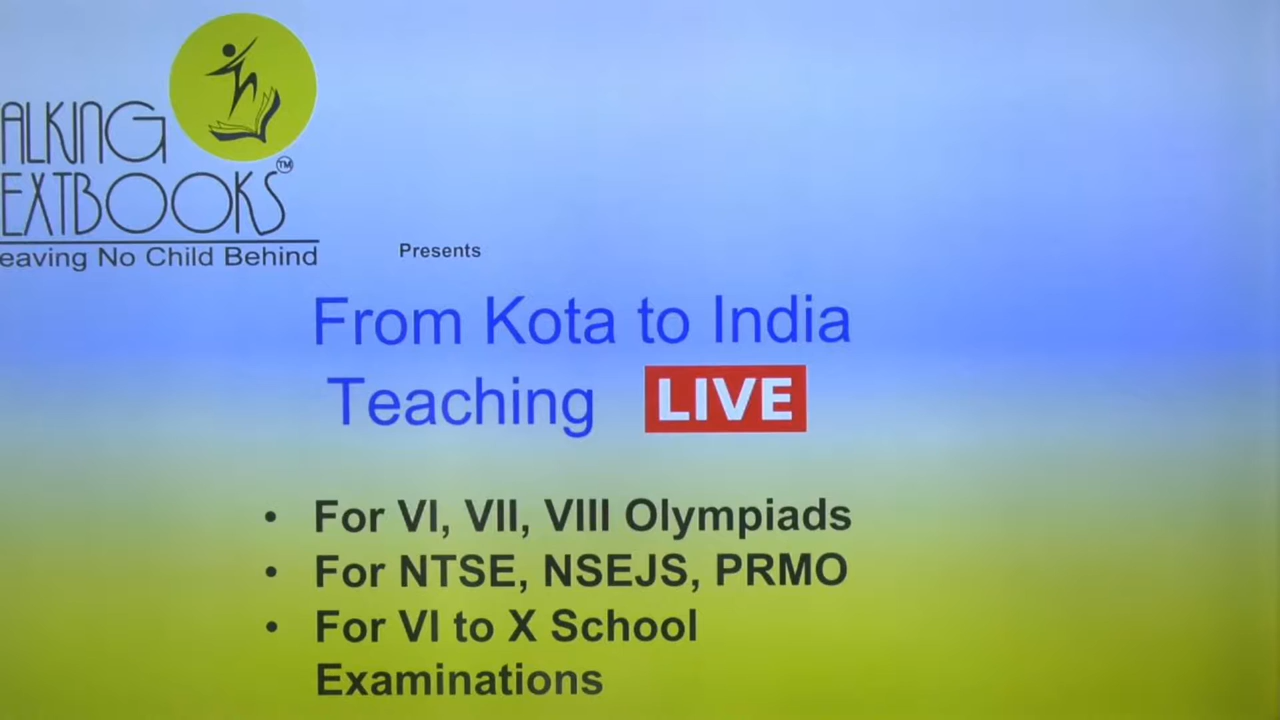 ALKING
EXTBOOKS
TM
eaving No Child Behind
Presents
From Kota to India
Teaching LIVE
• For VI, VII, VIII Olympiads
• For NTSE, NSEJS, PRMO
• For VI to X School
Examinations